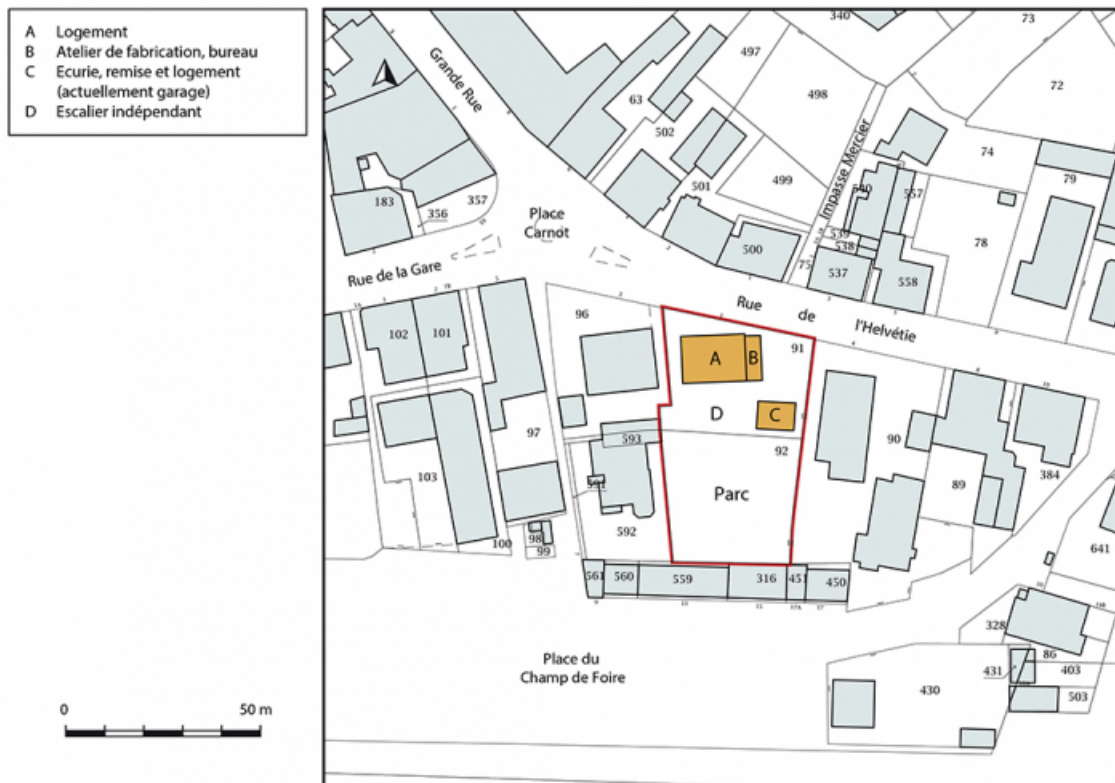 A Logement
B Atelier de fabrication, bureau
C Ecurie, remise et logement
(actuellement garage)
D Escalier indépendant
0 50 m
Grande Rue
Place
Carnot
Rue de la Gare
Rue de l'Helvétie
Impasse Mercier
Place du
Champ de Foire
Parc
A
B
C
D
340
73
72
497
498
63
502
499
501
500
74
79
557
539
538
537
558
75
78
183
356
357
102
101
96
91
97
593
92
90
103
591
592
89
384
100
98
99
561
560
559
316
451
450
641
328
86
431
403
430
503